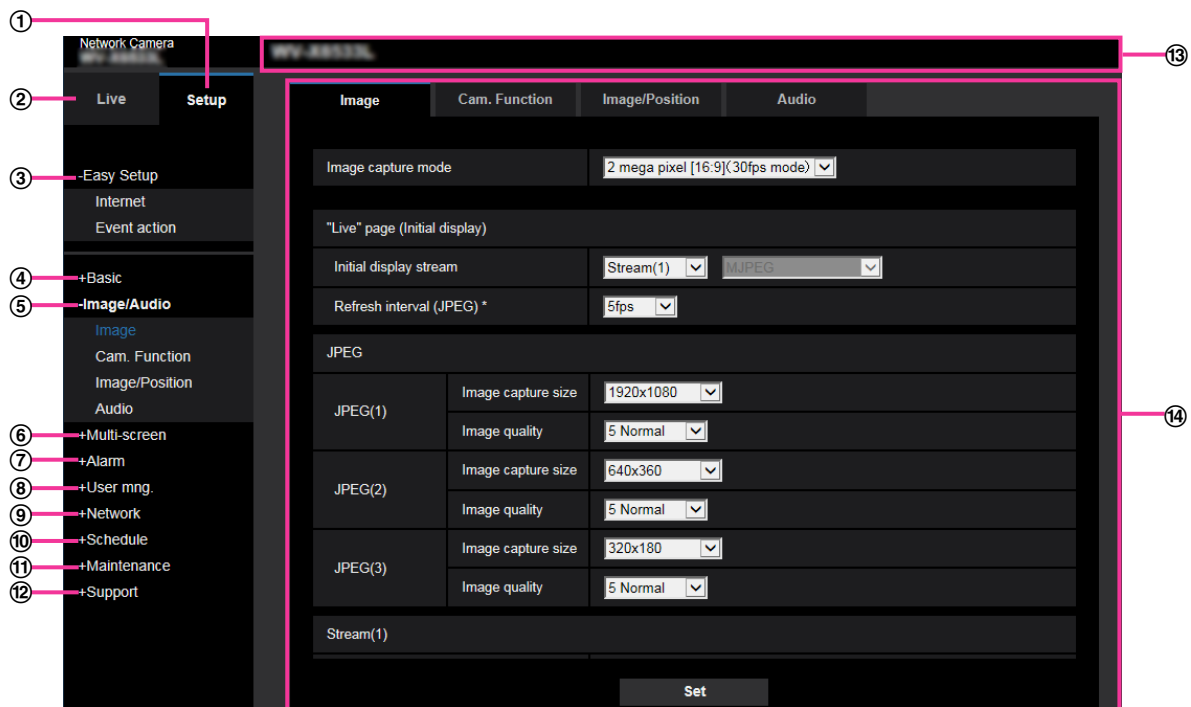 ①
Network Camera
WV-X6533L
WV-X6533L
⑬
②
Live
Setup
Image
Cam. Function
Image/Position
Audio
③
-Easy Setup
Internet
Event action
④
+Basic
⑤
-Image/Audio
Image
Cam. Function
Image/Position
Audio
⑥
+Multi-screen
⑦
+Alarm
⑧
+User mng.
⑨
+Network
⑩
+Schedule
⑪
+Maintenance
⑫
+Support
Image capture mode
2 mega pixel [16:9](30fps mode)
"Live" page (Initial display)
Initial display stream
Stream(1)
MJPEG
Refresh interval (JPEG) *
5fps
JPEG
JPEG(1)
Image capture size
1920x1080
Image quality
5 Normal
⑭
JPEG(2)
Image capture size
640x360
Image quality
5 Normal
JPEG(3)
Image capture size
320x180
Image quality
5 Normal
Stream(1)
Set